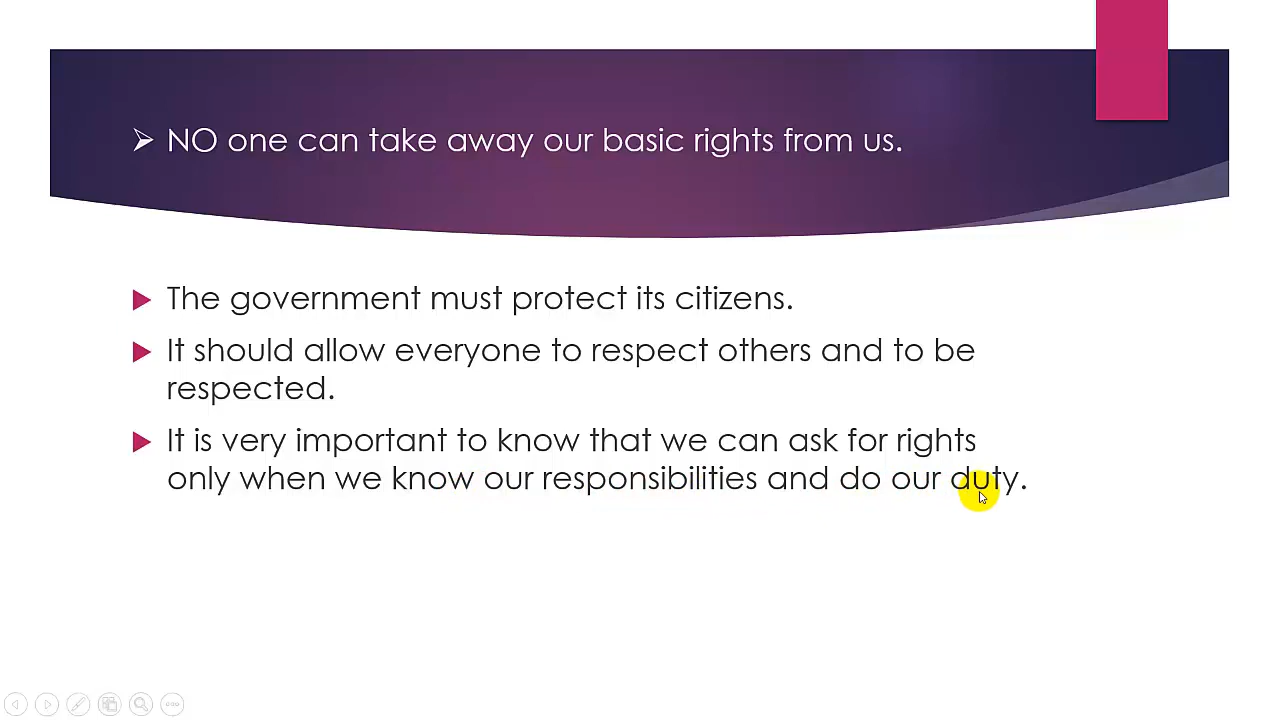 NO one can take away our basic rights from us.
The government must protect its citizens.
It should allow everyone to respect others and to be
respected.
It is very important to know that we can ask for rights
only when we know our responsibilities and do our duty.